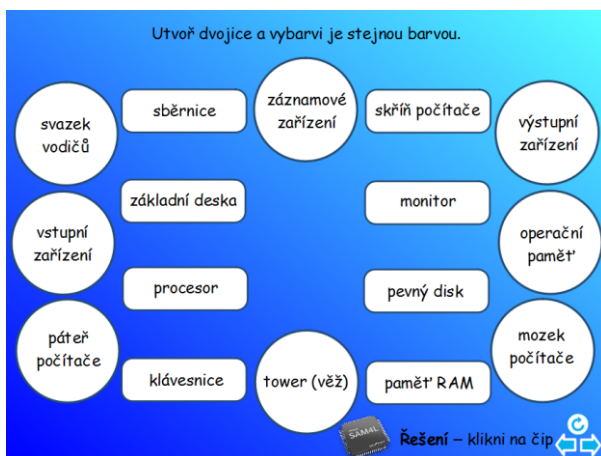 Utvoř dvojice a vybarvi je stejnou barvou.
svazek
vodičů
sběrnice
záznamové
zařízení
skříň počítače
výstupní
zařízení
vstupní
zařízení
základní deska
monitor
operační
paměť
procesor
pevný disk
páteř
počítače
mozek
počítače
klávesnice
tower (věž)
paměť RAM
SAM4L
Řešení – klikni na čip